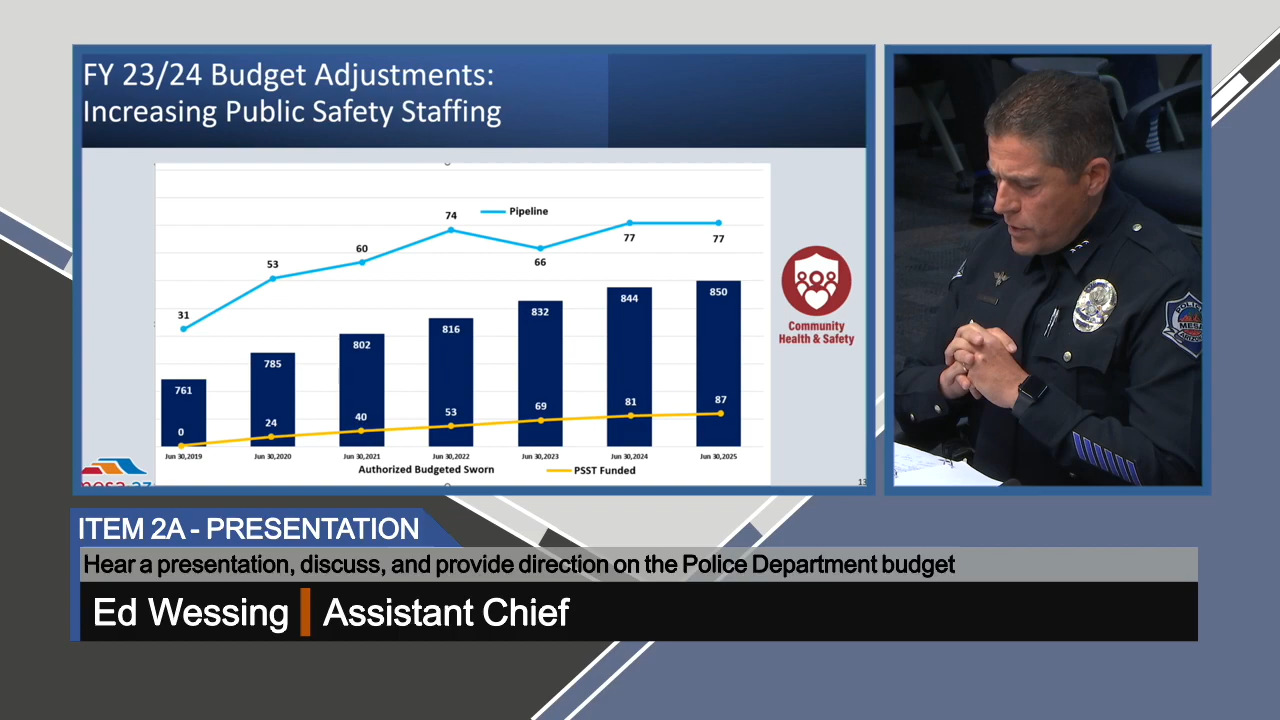 FY 23/24 Budget Adjustments:
Increasing Public Safety Staffing
Pipeline
31
53
60
74
66
77
77
761
785
802
816
832
844
850
0
24
40
53
69
81
87
Jun 30,2019
Jun 30,2020
Jun 30,2021
Jun 30,2022
Jun 30,2023
Jun 30,2024
Jun 30,2025
Authorized Budgeted Sworn
PSST Funded
Community
Health & Safety
13
POLICE
MESA
ARIZONA
ITEM 2A - PRESENTATION
Hear a presentation, discuss, and provide direction on the Police Department budget
Ed Wessing
Assistant Chief